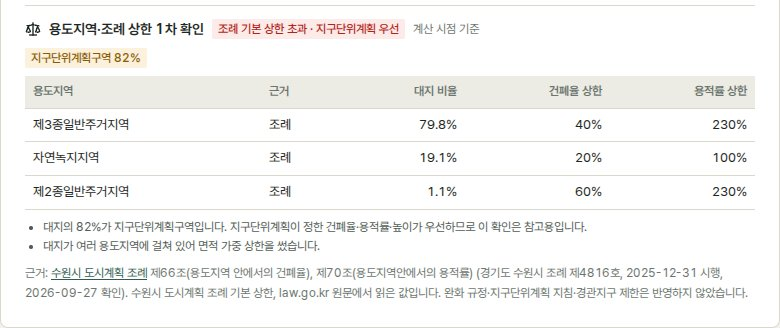 용도지역·조례 상한 1차 확인 조례 기본 상한 초과 · 지구단위계획 우선 계산 시점 기준
지구단위계획구역 82%
용도지역 근거 대지 비율 건폐율 상한 용적률 상한
제3종일반주거지역 조례 79.8% 40% 230%
자연녹지지역 조례 19.1% 20% 100%
제2종일반주거지역 조례 1.1% 60% 230%
• 대지의 82%가 지구단위계획구역입니다. 지구단위계획이 정한 건폐율·용적률·높이가 우선하므로 이 확인은 참고용입니다.
• 대지가 여러 용도지역에 걸쳐 있어 면적 가중 상한을 썼습니다.
근거: 수원시 도시계획 조례 제66조(용도지역 안에서의 건폐율), 제70조(용도지역안에서의 용적률) (경기도 수원시 조례 제4816호, 2025-12-31 시행,
2026-09-27 확인). 수원시 도시계획 조례 기본 상한, law.go.kr 원문에서 읽은 값입니다. 완화 규정·지구단위계획 지침·경관지구 제한은 반영하지 않았습니다.